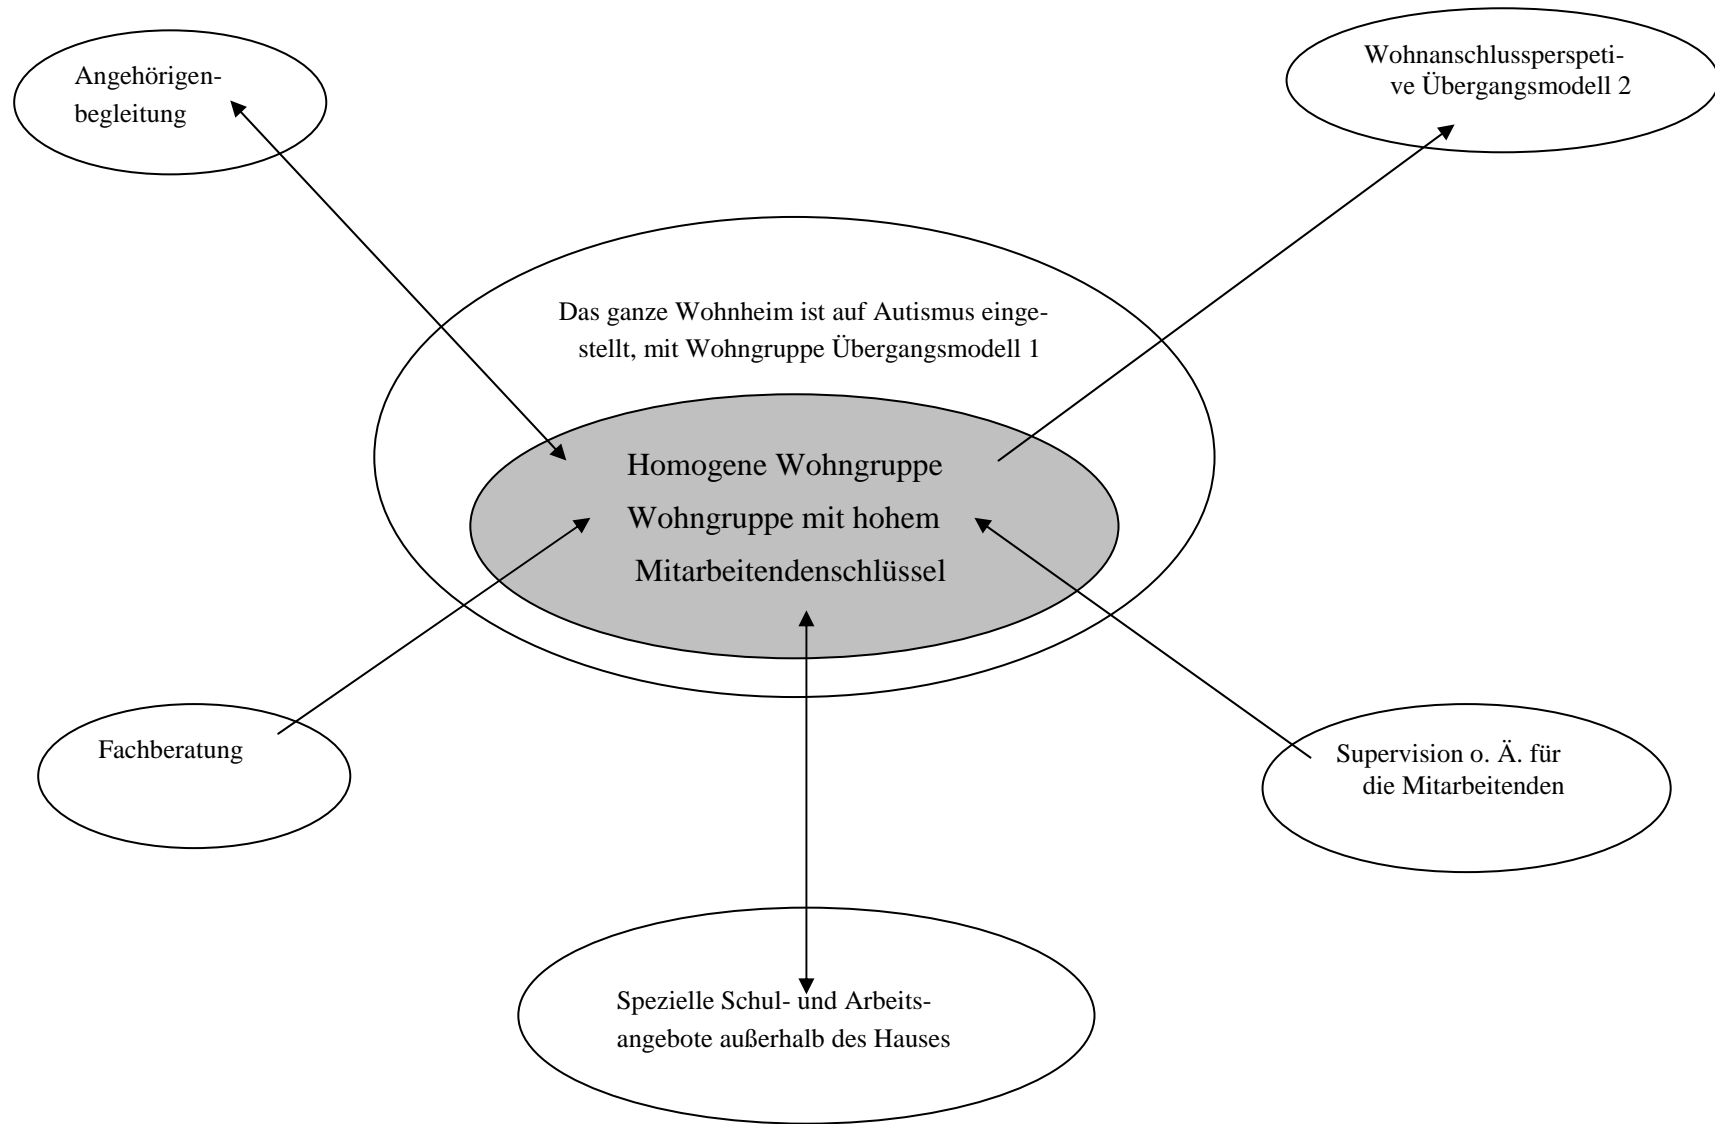 Angehörigen-
begleitung
Wohnanschlussperspeti-
ve Übergangsmodell 2
Das ganze Wohnheim ist auf Autismus einge-
stellt, mit Wohngruppe Übergangsmodell 1
Homogene Wohngruppe
Wohngruppe mit hohem
Mitarbeitendenschlüssel
Fachberatung
Supervision o. Ä. für
die Mitarbeitenden
Spezielle Schul- und Arbeits-
angebote außerhalb des Hauses